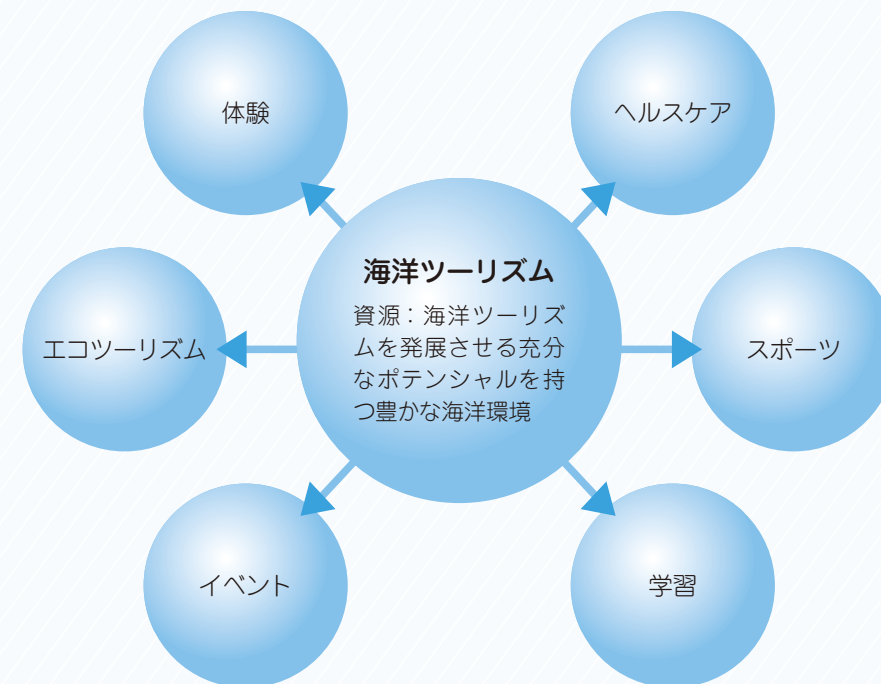 体験
ヘルスケア
海洋ツーリズム
資源：海洋ツーリズ
ムを発展させる充分
なポテンシャルを持
つ豊かな海洋環境
エコツーリズム
スポーツ
イベント
学習